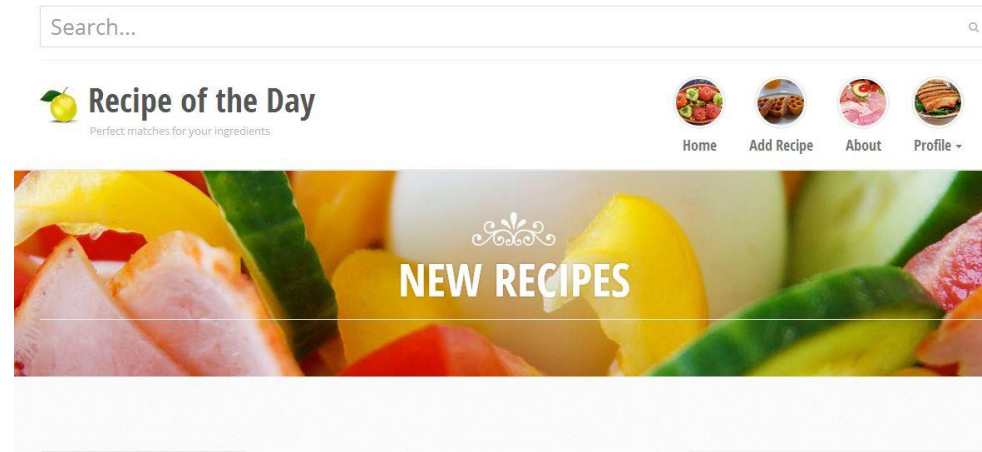 Search...
Recipe of the Day
Perfect matches for your ingredients
Home
Add Recipe
About
Profile
NEW RECIPES